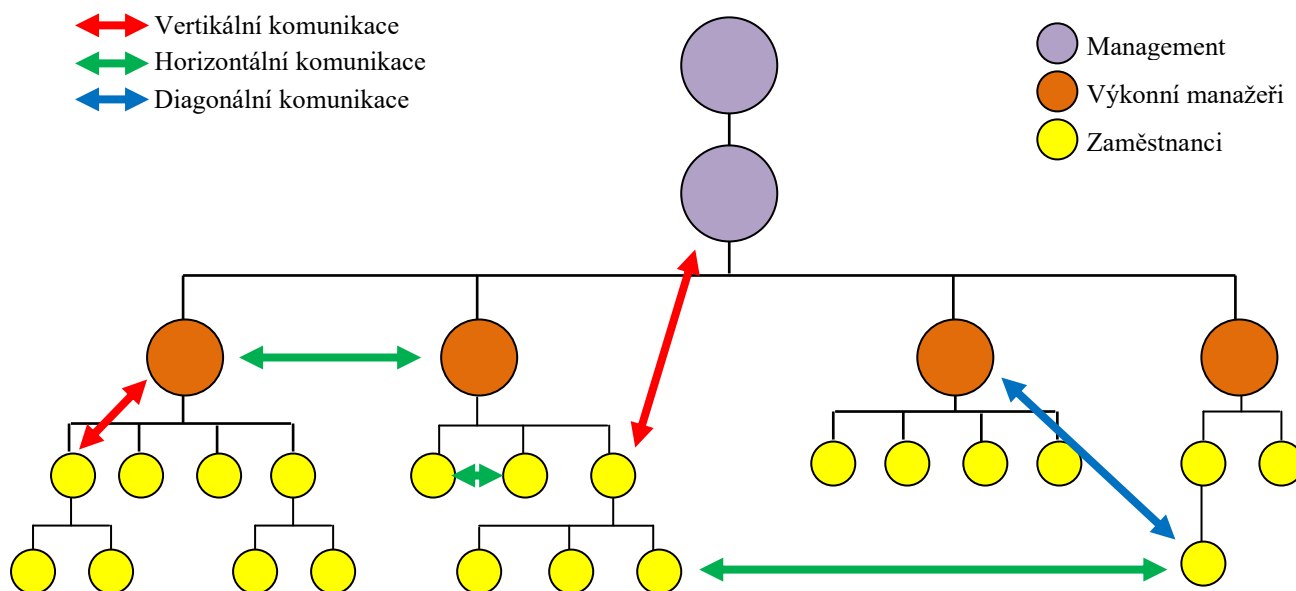 Vertikální komunikace
Horizontální komunikace
Diagonální komunikace
Management
Výkonní manažeři
Zaměstnanci